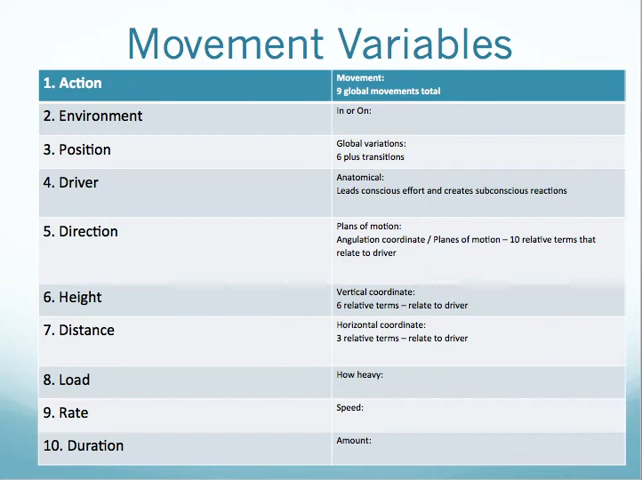 Movement Variables
1. Action
Movement:
9 global movements total
2. Environment
In or On:
3. Position
Global variations:
6 plus transitions
4. Driver
Anatomical:
Leads conscious effort and creates subconscious reactions
5. Direction
Plans of motion:
Angulation coordinate / Planes of motion – 10 relative terms that
relate to driver
6. Height
Vertical coordinate:
6 relative terms – relate to driver
7. Distance
Horizontal coordinate:
3 relative terms – relate to driver
8. Load
How heavy:
9. Rate
Speed:
10. Duration
Amount: